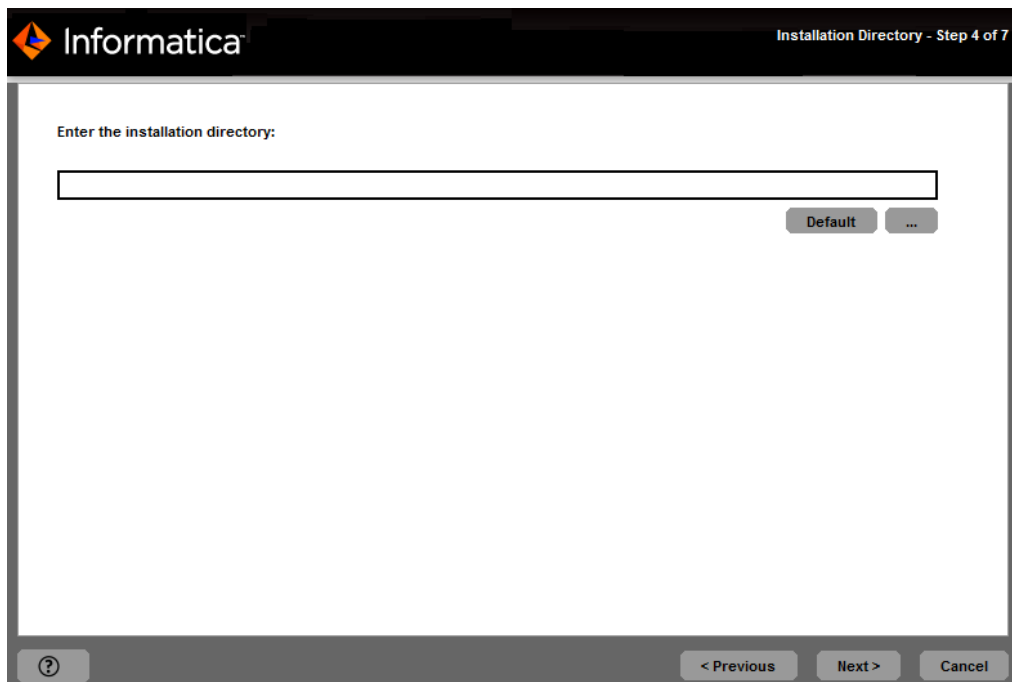 Informatica
Installation Directory - Step 4 of 7
Enter the installation directory:
Default
...
?
< Previous
Next >
Cancel